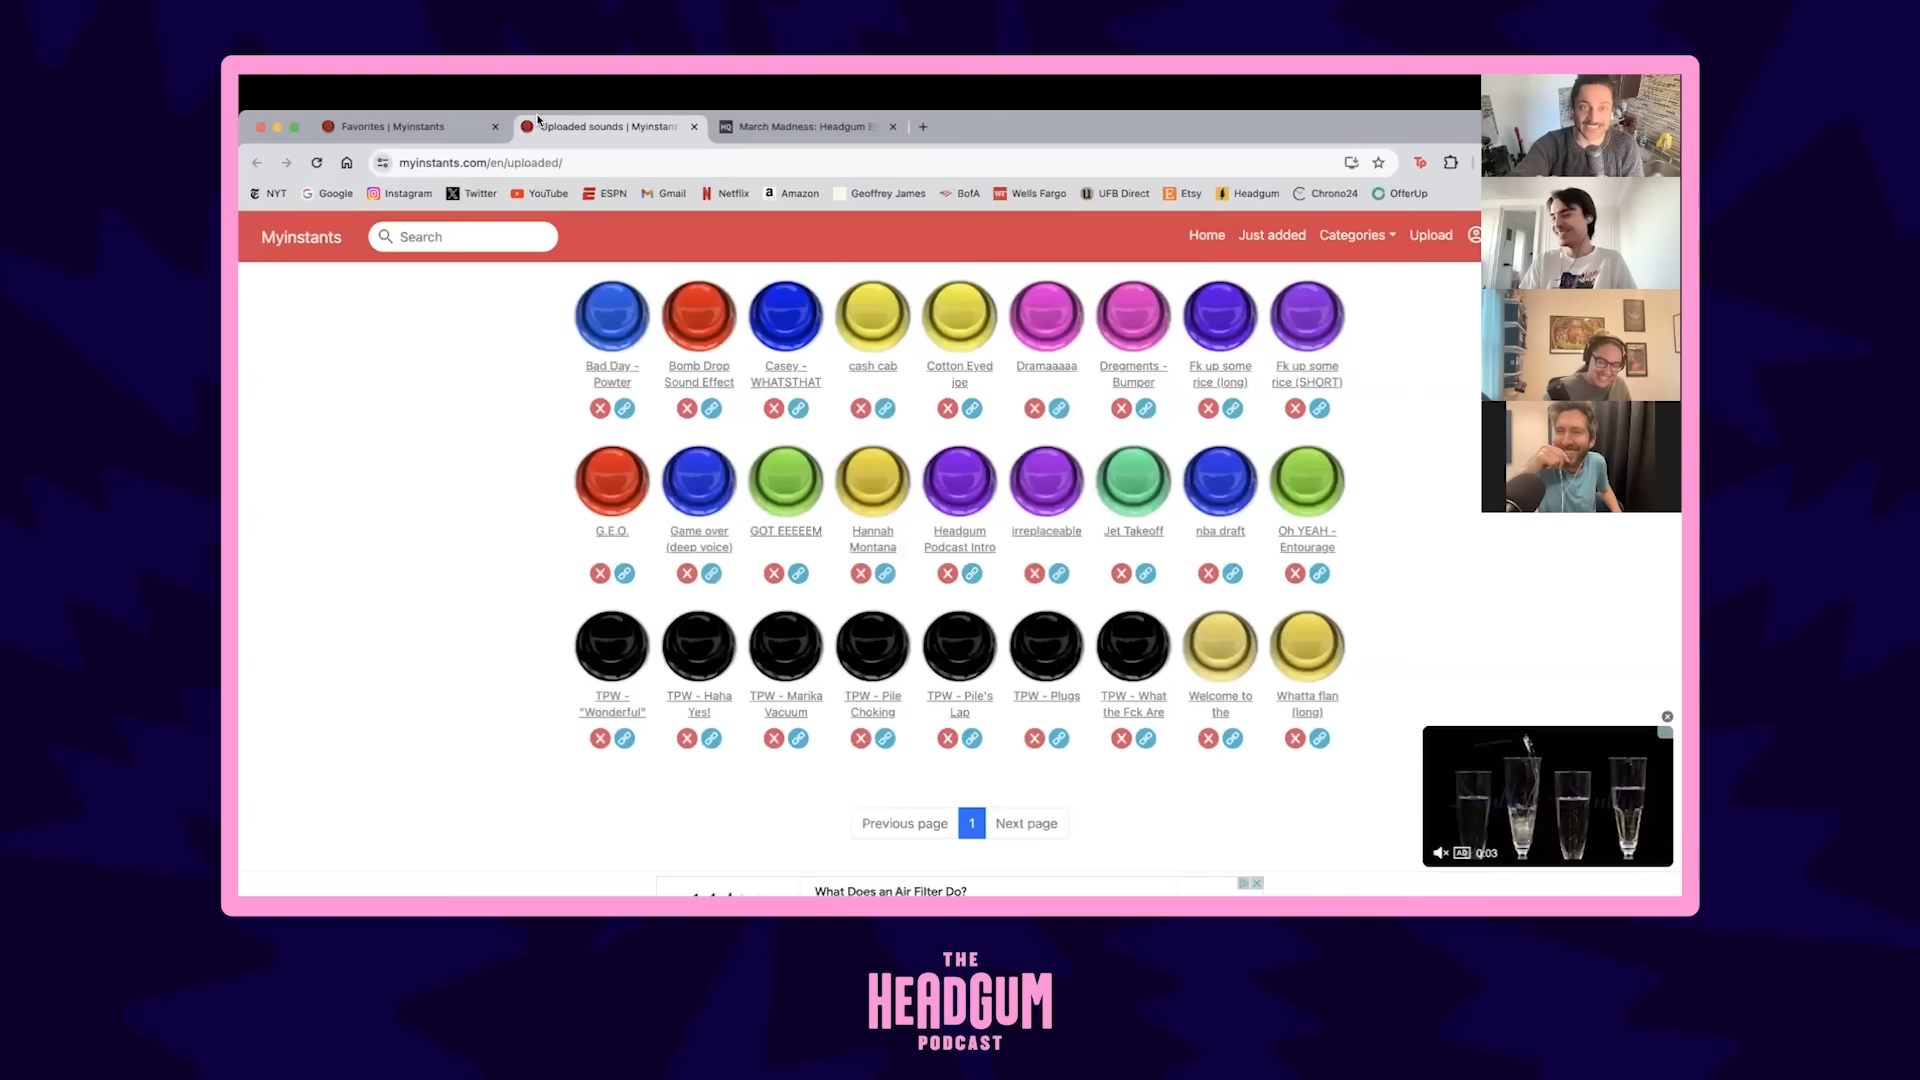 Favorites | Myinstants
Uploaded sounds | Myinstant
March Madness: Headgum E
myinstants.com/en/uploaded/
NYT Google Instagram Twitter YouTube ESPN Gmail Netflix Amazon Geoffrey James BofA Wells Fargo UFB Direct Etsy Headgum Chrono24 OfferUp
Myinstants Search Home Just added Categories Upload
Bad Day - Powter
Bomb Drop Sound Effect
Casey - WHATSTHAT
cash cab
Cotton Eyed joe
Dramaaaaa
Dregments - Bumper
Fk up some rice (long)
Fk up some rice (SHORT)
G.E.O.
Game over (deep voice)
GOT EEEEEM
Hannah Montana
Headgum Podcast Intro
irreplaceable
Jet Takeoff
nba draft
Oh YEAH - Entourage
TPW - "Wonderful"
TPW - Haha Yes!
TPW - Marika Vacuum
TPW - Pile Choking
TPW - Pile's Lap
TPW - Plugs
TPW - What the Fck Are
Welcome to the
Whatta flan (long)
Previous page 1 Next page
AD 0:03
What Does an Air Filter Do?
THE
HEADGUM
PODCAST